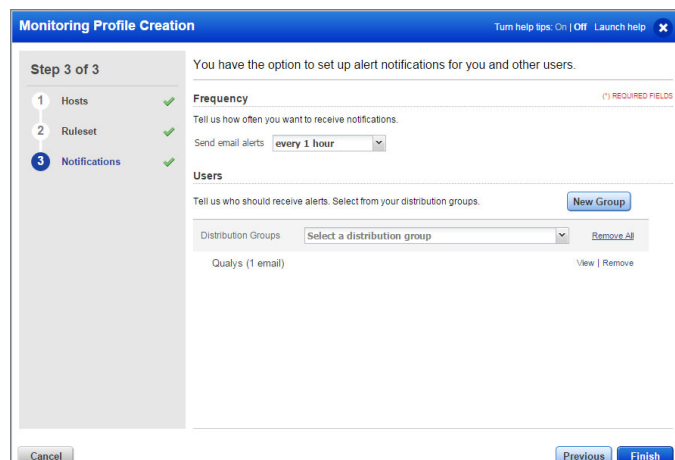 Monitoring Profile Creation
Turn help tips: On | Off Launch help
Step 3 of 3
1 Hosts
2 Ruleset
3 Notifications
You have the option to set up alert notifications for you and other users.
Frequency
(*) REQUIRED FIELDS
Tell us how often you want to receive notifications.
Send email alerts every 1 hour
Users
Tell us who should receive alerts. Select from your distribution groups.
New Group
Distribution Groups Select a distribution group Remove All
Qualys (1 email) View | Remove
Cancel Previous Finish